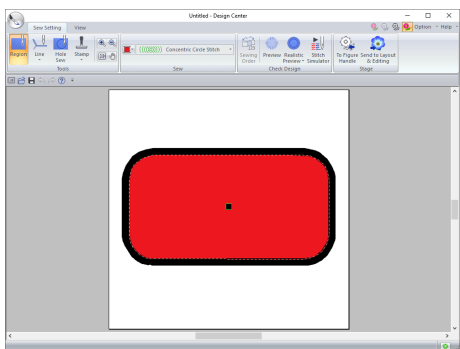 Untitled - Design Center
Sew Setting View
Option Help
Region Line Hole Sew Stamp
Tools
Concentric Circle Stitch
Sew
Sewing Order Preview Realistic Preview Stitch Simulator
Check Design
To Figure Handle Send to Layout & Editing
Stage